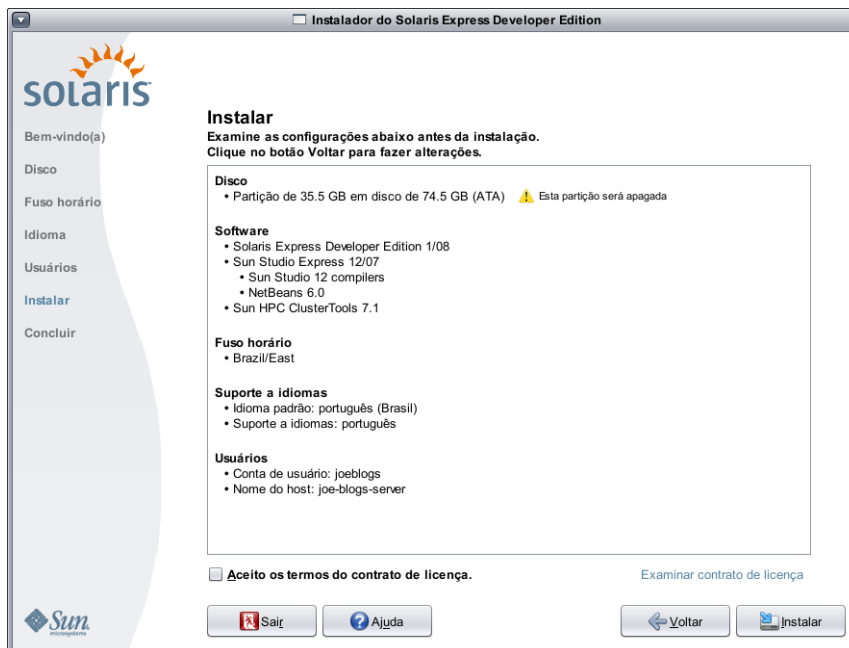 Instalador do Solaris Express Developer Edition
solaris
Bem-vindo(a)
Disco
Fuso horário
Idioma
Usuários
Instalar
Concluir
Instalar
Examine as configurações abaixo antes da instalação.
Clique no botão Voltar para fazer alterações.
Disco
• Partição de 35.5 GB em disco de 74.5 GB (ATA) Esta partição será apagada
Software
• Solaris Express Developer Edition 1/08
• Sun Studio Express 12/07
• Sun Studio 12 compilers
• NetBeans 6.0
• Sun HPC ClusterTools 7.1
Fuso horário
• Brazil/East
Suporte a idiomas
• Idioma padrão: português (Brasil)
• Suporte a idiomas: português
Usuários
• Conta de usuário: joeblogs
• Nome do host: joe-blogs-server
Aceito os termos do contrato de licença. Examinar contrato de licença
Sun
microsystems
Sair Ajuda Voltar Instalar